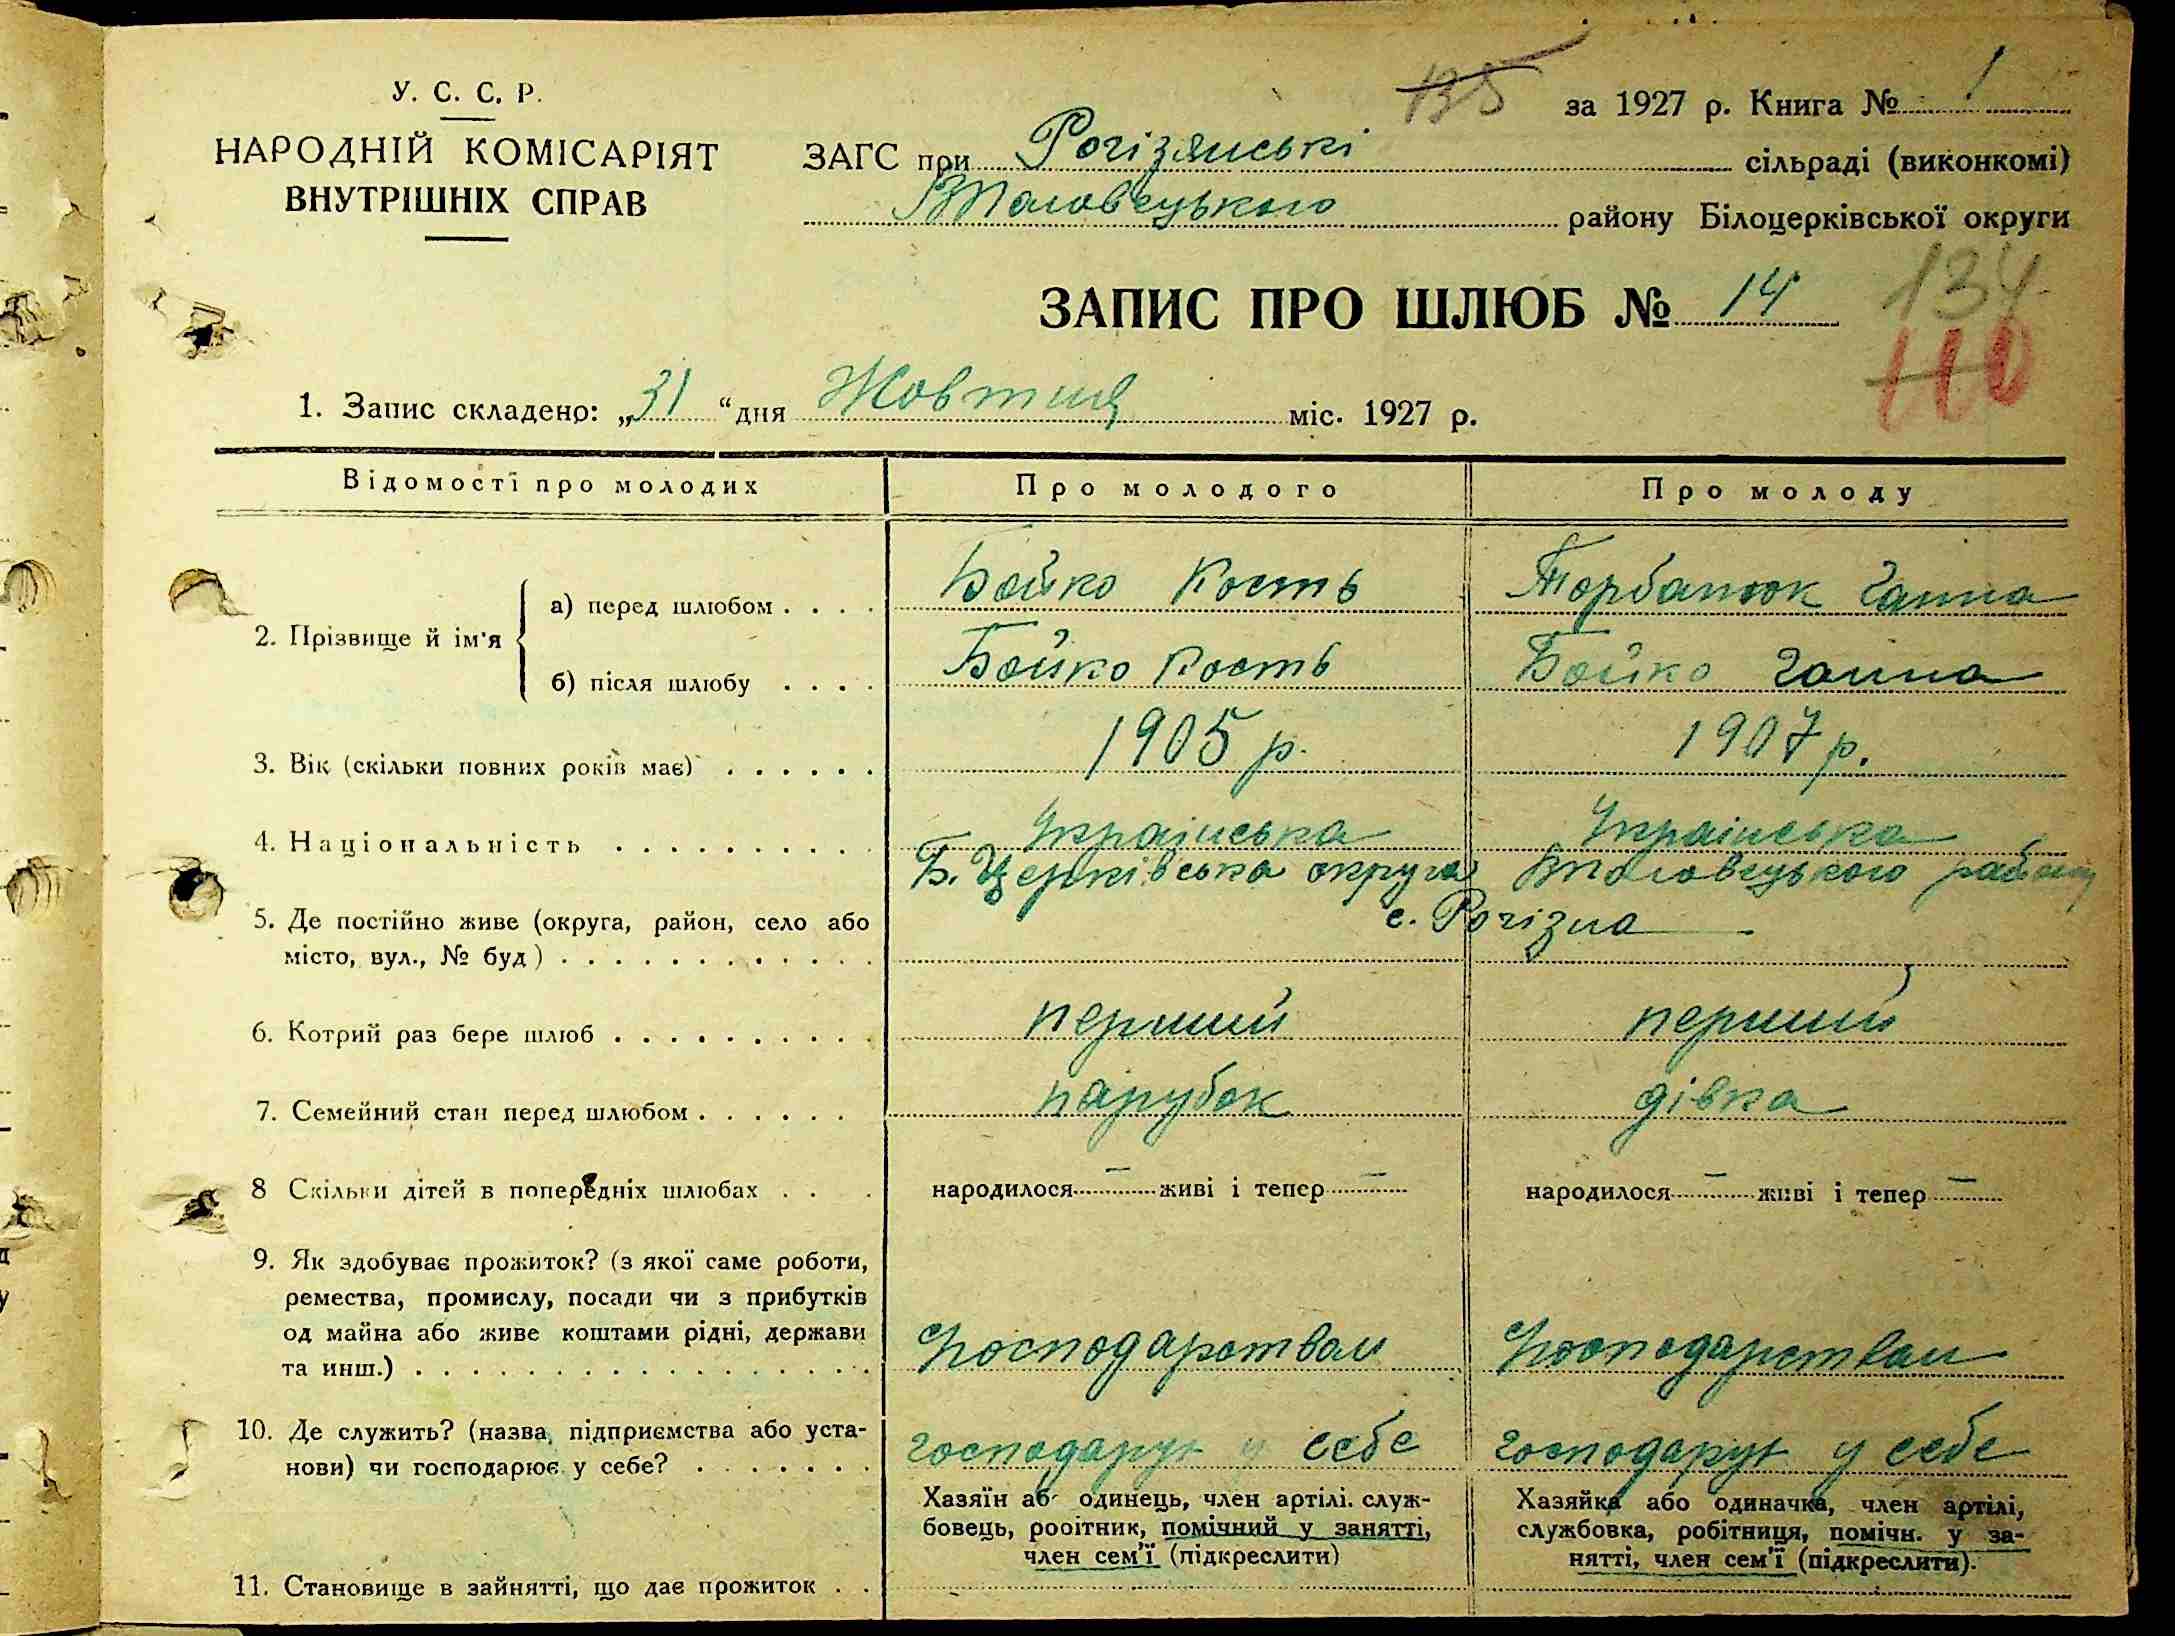 135 за 1927 р. Книга № 1
У. С. С. Р.
НАРОДНІЙ КОМІСАРІЯТ
ВНУТРІШНІХ СПРАВ
ЗАГС при Рогізянські сільраді (виконкомі)
району Білоцерківської округи
ЗАПИС ПРО ШЛЮБ № 14
134
110
1. Запис складено: „31“ дня Жовтня міс. 1927 р.
Відомості про молодих Про молодого Про молоду
2. Прізвище й ім'я
а) перед шлюбом . . . . Бойко Кость Торбанюк Ганна
б) після шлюбу . . . . Бойко Кость Бойко Ганна
3. Вік (скільки повних років має) . . . . . . 1905 р. 1907 р.
4. Національність . . . . . . . . . . Українська Українська
Б. Церківська округа району
5. Де постійно живе (округа, район, село або
с. Рогізна
місто, вул., № буд) . . . . . . . . . . . .
6. Котрий раз бере шлюб . . . . . . . . . . перший перший
7. Семейний стан перед шлюбом . . . . . . парубок дівка
8 Скільки дітей в попередніх шлюбах . . . народилося — живі і тепер — народилося — живі і тепер —
9. Як здобуває прожиток? (з якої саме роботи,
ремества, промислу, посади чи з прибутків
од майна або живе коштами рідні, держави
та инш.) . . . . . . . . . . . . . . . . . Господарством Господарством
10. Де служить? (назва підприємства або уста-
нови) чи господарює у себе? . . . . . . . господарує у себе господарує у себе
Хазяїн або одинець, член артілі. служ-
бовець, робітник, помічний у занятті,
член сем'ї (підкреслити)
Хазяйка або одиначка, член артілі,
службовка, робітниця, помічн. у за-
нятті, член сем'ї (підкреслити).
11. Становище в зайнятті, що дає прожиток . .